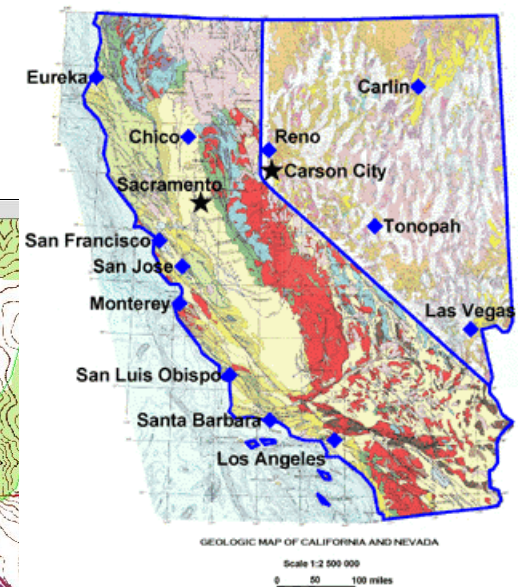 Eureka
Carlin
Chico
Reno
Carson City
Sacramento
Tonopah
San Francisco
San Jose
Monterey
Las Vegas
San Luis Obispo
Santa Barbara
Los Angeles
GEOLOGIC MAP OF CALIFORNIA AND NEVADA
Scale 1:2 500 000
0 50 100 miles